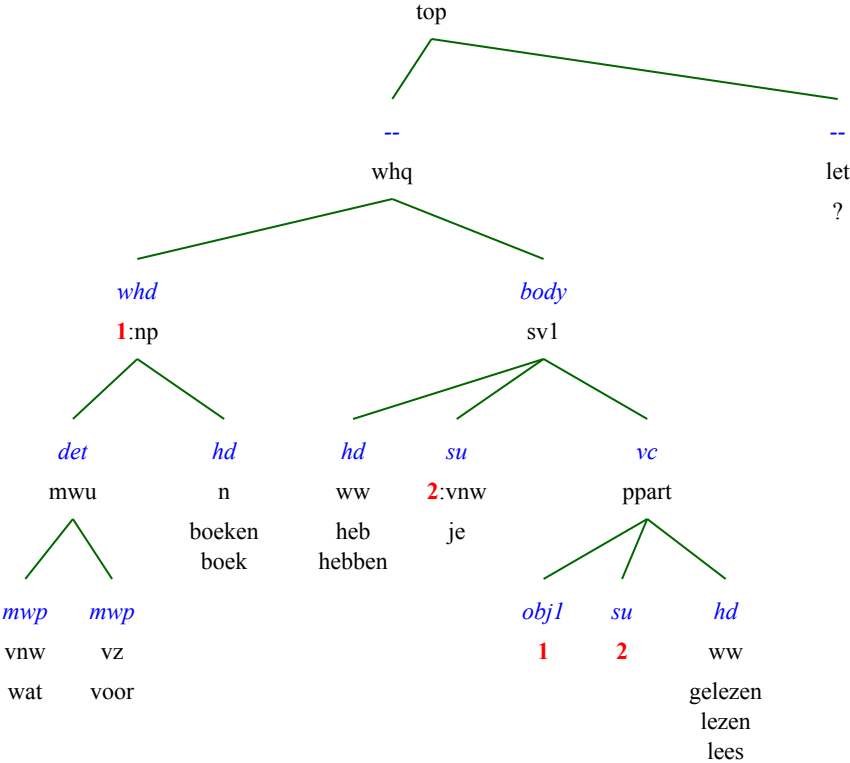 top
-- --
whq let
?
whd body
1:np sv1
det hd hd su vc
mwu n ww 2:vnw ppart
boeken heb je
boek hebben
mwp mwp obj1 su hd
vnw vz 1 2 ww
wat voor gelezen
lezen
lees